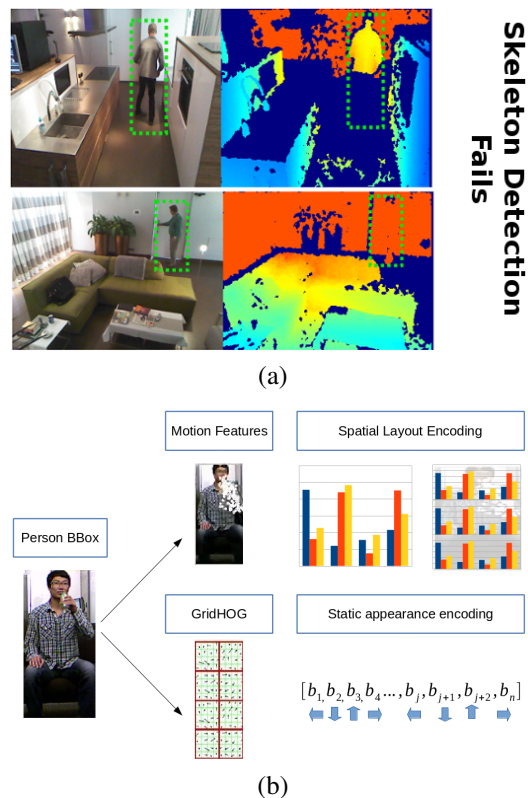 Skeleton Detection
Fails
(a)
Motion Features
Spatial Layout Encoding
Person BBox
GridHOG
Static appearance encoding
[b1, b2, b3, b4 ..., bj, bj+1, bj+2, bn]
(b)